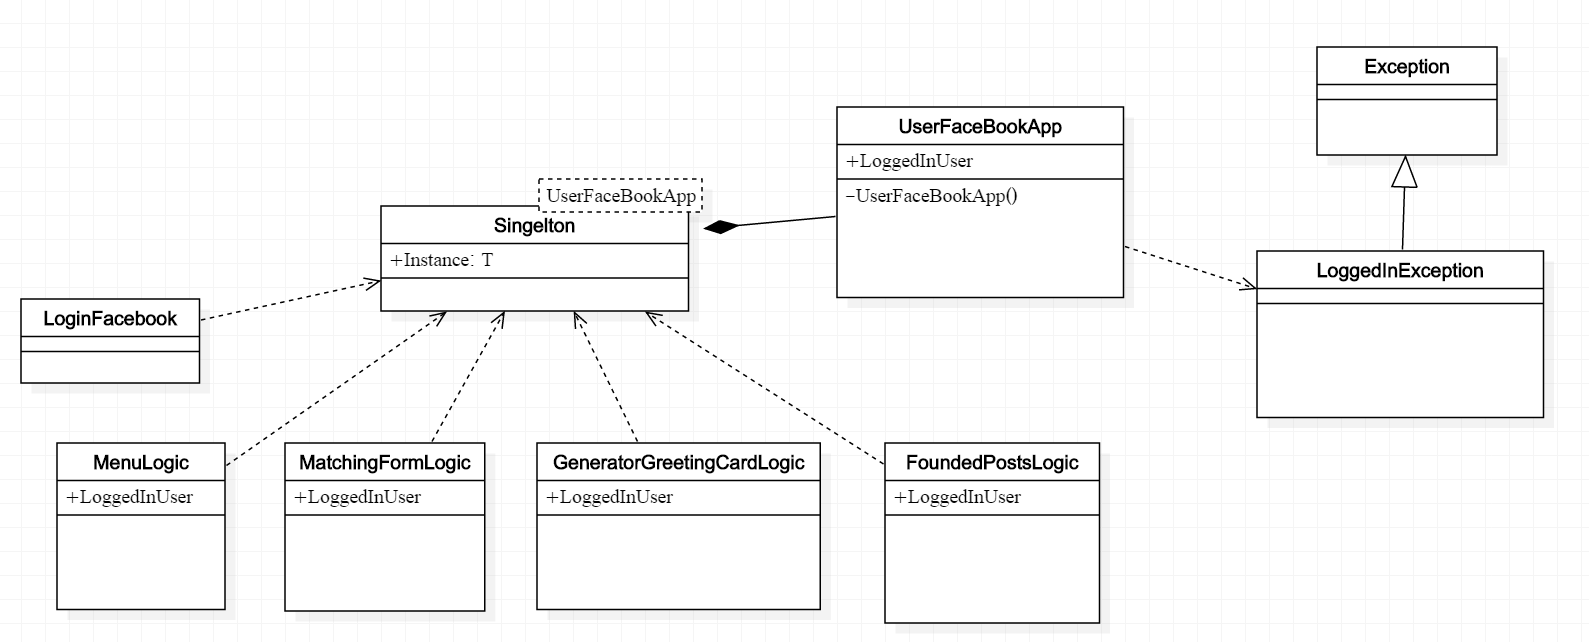 Exception
UserFaceBookApp
+LoggedInUser
−UserFaceBookApp()
UserFaceBookApp
Singelton
+Instance: T
LoggedInException
LoginFacebook
MenuLogic
+LoggedInUser
MatchingFormLogic
+LoggedInUser
GeneratorGreetingCardLogic
+LoggedInUser
FoundedPostsLogic
+LoggedInUser